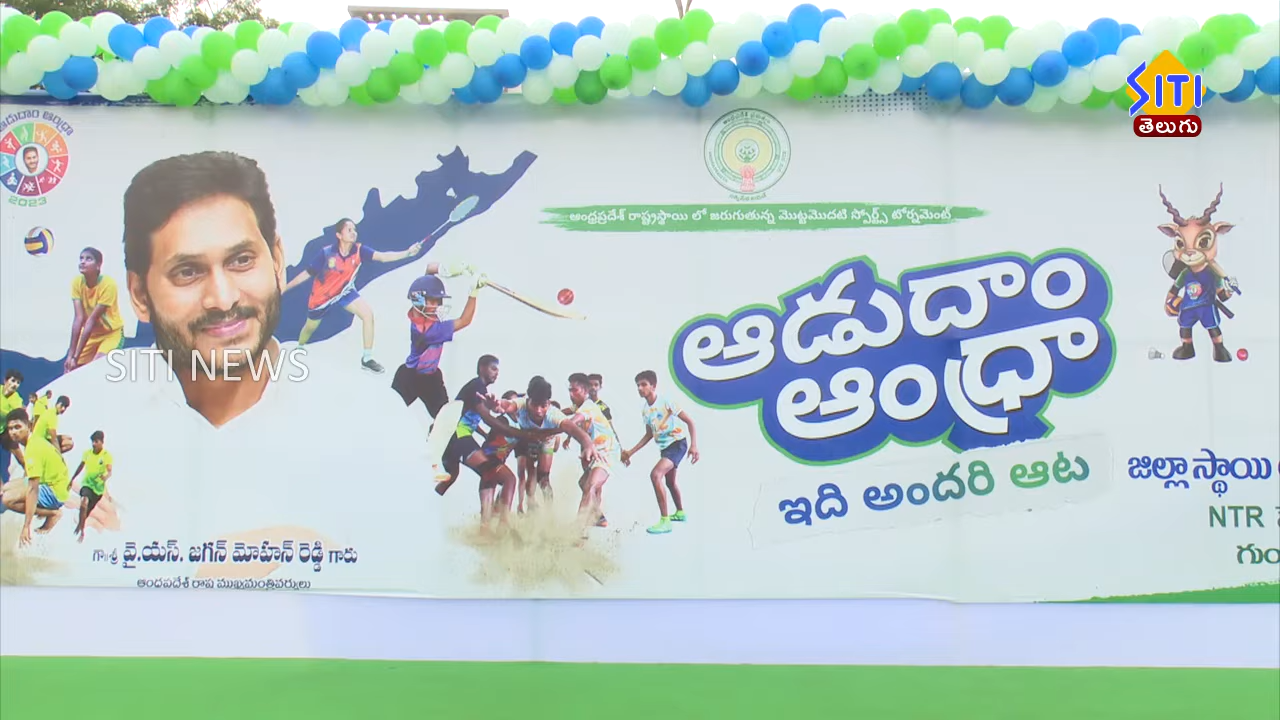 SITI
తెలుగు
ఆడుదాం ఆంధ్రా
2023
ఆంధ్రప్రదేశ్ రాష్ట్రస్థాయి లో జరుగుతున్న మొట్టమొదటి స్పోర్ట్స్ టోర్నమెంట్
ఆడుదాం
ఆంధ్రా
ఇది అందరి ఆట
జిల్లా స్థాయి
NTR
SITI NEWS
గౌ॥శ్రీ వై.యస్. జగన్ మోహన్ రెడ్డి గారు
ఆంధ్రప్రదేశ్ రాష్ట్ర ముఖ్యమంత్రివర్యులు